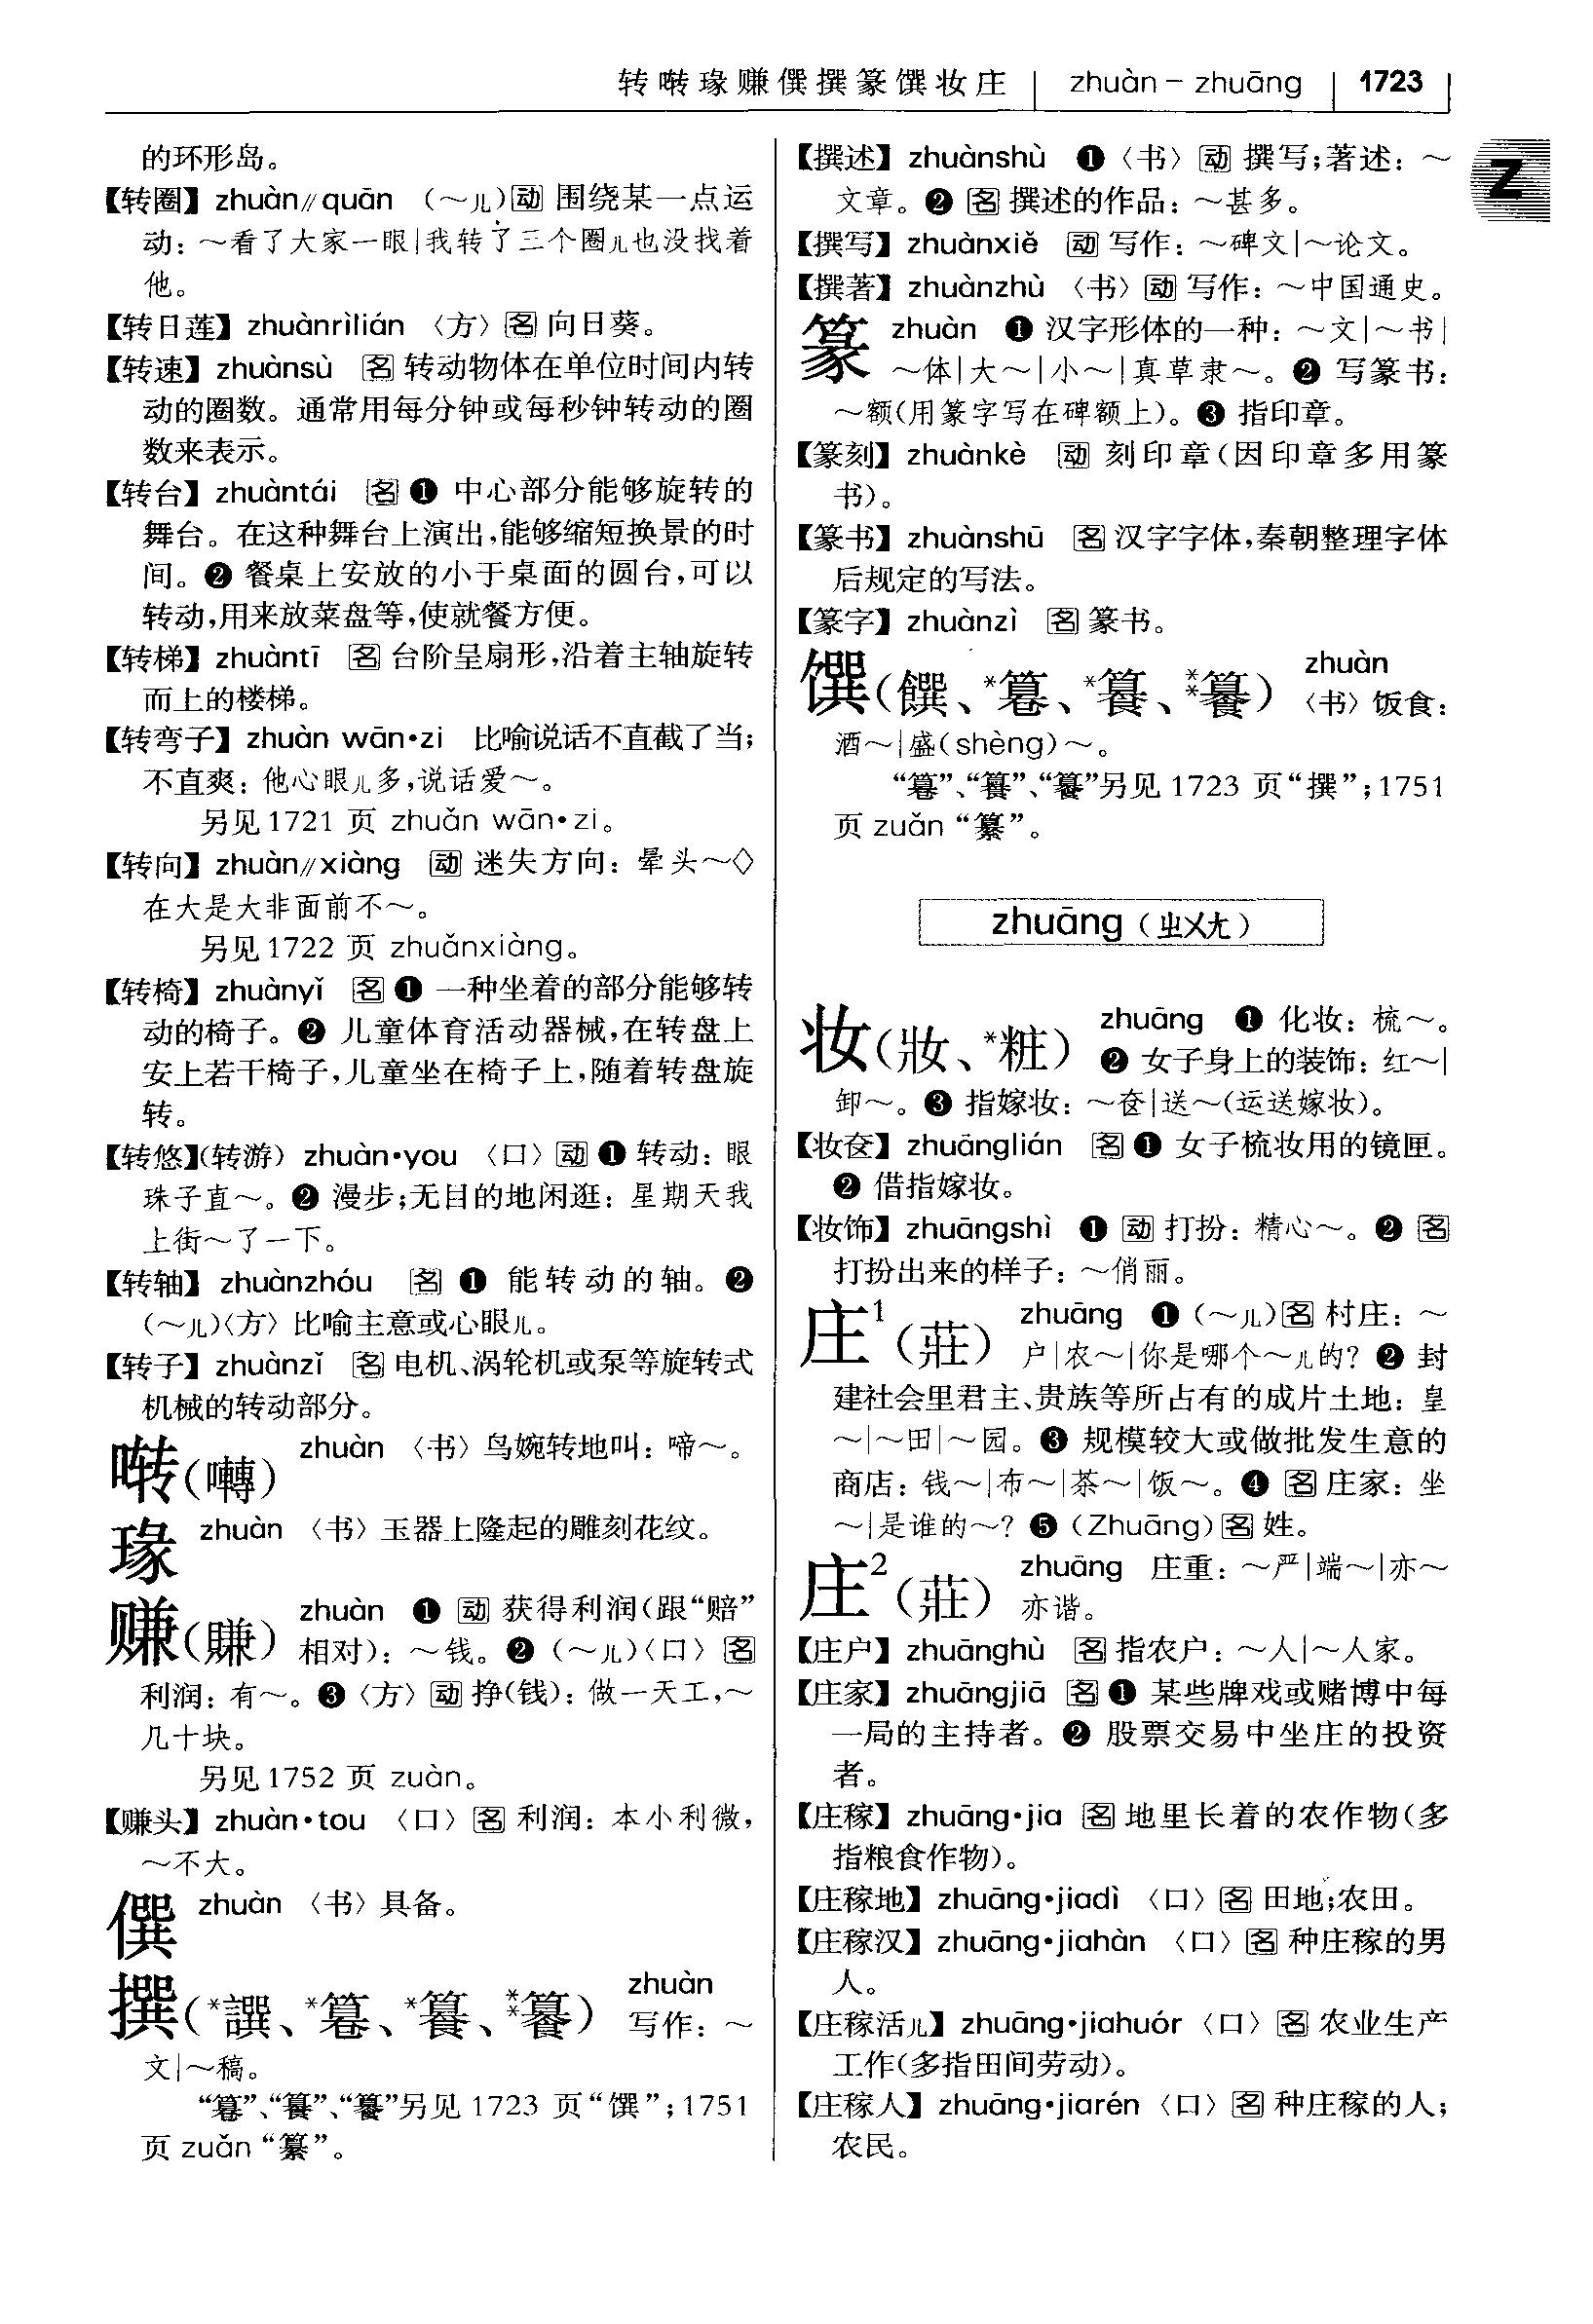 转啭瑑赚僎撰篆馔妆庄 | zhuàn－zhuāng | 1723
Z
的环形岛。
【转圈】zhuàn∥quān （～儿）动 围绕某一点运
动：～看了大家一眼|我转了三个圈儿也没找着
他。
【转日莲】zhuànrìlián 〈方〉名 向日葵。
【转速】zhuànsù 名 转动物体在单位时间内转
动的圈数。通常用每分钟或每秒钟转动的圈
数来表示。
【转台】zhuàntái 名 ❶ 中心部分能够旋转的
舞台。在这种舞台上演出,能够缩短换景的时
间。❷ 餐桌上安放的小于桌面的圆台,可以
转动,用来放菜盘等,使就餐方便。
【转梯】zhuàntī 名 台阶呈扇形,沿着主轴旋转
而上的楼梯。
【转弯子】zhuàn wān•zi 比喻说话不直截了当;
不直爽：他心眼儿多,说话爱～。
另见1721 页 zhuǎn wān•zi。
【转向】zhuàn∥xiàng 动 迷失方向：晕头～◇
在大是大非面前不～。
另见1722 页 zhuǎnxiàng。
【转椅】zhuànyǐ 名 ❶ 一种坐着的部分能够转
动的椅子。❷ 儿童体育活动器械,在转盘上
安上若干椅子,儿童坐在椅子上,随着转盘旋
转。
【转悠】(转游) zhuàn•you 〈口〉动 ❶ 转动：眼
珠子直～。❷ 漫步;无目的地闲逛：星期天我
上街～了一下。
【转轴】zhuànzhóu 名 ❶ 能转动的轴。❷
（～儿）〈方〉比喻主意或心眼儿。
【转子】zhuànzǐ 名 电机、涡轮机或泵等旋转式
机械的转动部分。
啭(囀) zhuàn 〈书〉鸟婉转地叫：啼～。
瑑 zhuàn 〈书〉玉器上隆起的雕刻花纹。
赚(賺) zhuàn ❶ 动 获得利润(跟“赔”
相对)：～钱。❷（～儿）〈口〉名
利润：有～。❸〈方〉动 挣(钱)：做一天工,～
几十块。
另见1752 页 zuàn。
【赚头】zhuàn•tou 〈口〉名 利润：本小利微,
～不大。
僎 zhuàn 〈书〉具备。
撰(*譔、*篹、*籑、⁑䉵) zhuàn
写作：～
文|～稿。
“篹”、“籑”、“䉵”另见1723 页“馔”;1751
页 zuǎn “纂”。
【撰述】zhuànshù ❶〈书〉动 撰写;著述：～
文章。❷ 名 撰述的作品：～甚多。
【撰写】zhuànxiě 动 写作：～碑文|～论文。
【撰著】zhuànzhù 〈书〉动 写作：～中国通史。
篆 zhuàn ❶ 汉字形体的一种：～文|～书|
～体|大～|小～|真草隶～。❷ 写篆书：
～额(用篆字写在碑额上)。❸ 指印章。
【篆刻】zhuànkè 动 刻印章(因印章多用篆
书)。
【篆书】zhuànshū 名 汉字字体,秦朝整理字体
后规定的写法。
【篆字】zhuànzì 名 篆书。
馔(饌、*篹、*籑、⁑䉵) zhuàn
〈书〉饭食：
酒～|盛(shèng)～。
“篹”、“籑”、“䉵”另见1723 页“撰”;1751
页 zuǎn “纂”。
zhuāng（ㄓㄨㄤ）
妆(妝、*粧) zhuāng ❶ 化妆：梳～。
❷ 女子身上的装饰：红～|
卸～。❸ 指嫁妆：～奁|送～(运送嫁妆)。
【妆奁】zhuānglián 名 ❶ 女子梳妆用的镜匣。
❷ 借指嫁妆。
【妆饰】zhuāngshì ❶ 动 打扮：精心～。❷ 名
打扮出来的样子：～俏丽。
庄1(莊) zhuāng ❶（～儿）名 村庄：～
户|农～|你是哪个～儿的？❷ 封
建社会里君主、贵族等所占有的成片土地：皇
～|～田|～园。❸ 规模较大或做批发生意的
商店：钱～|布～|茶～|饭～。❹ 名 庄家：坐
～|是谁的～？❺（Zhuāng）名 姓。
庄2(莊) zhuāng 庄重：～严|端～|亦～
亦谐。
【庄户】zhuānghù 名 指农户：～人|～人家。
【庄家】zhuāngjiā 名 ❶ 某些牌戏或赌博中每
一局的主持者。❷ 股票交易中坐庄的投资
者。
【庄稼】zhuāng•jia 名 地里长着的农作物(多
指粮食作物)。
【庄稼地】zhuāng•jiadì 〈口〉名 田地;农田。
【庄稼汉】zhuāng•jiahàn 〈口〉名 种庄稼的男
人。
【庄稼活儿】zhuāng•jiahuór 〈口〉名 农业生产
工作(多指田间劳动)。
【庄稼人】zhuāng•jiarén 〈口〉名 种庄稼的人;
农民。